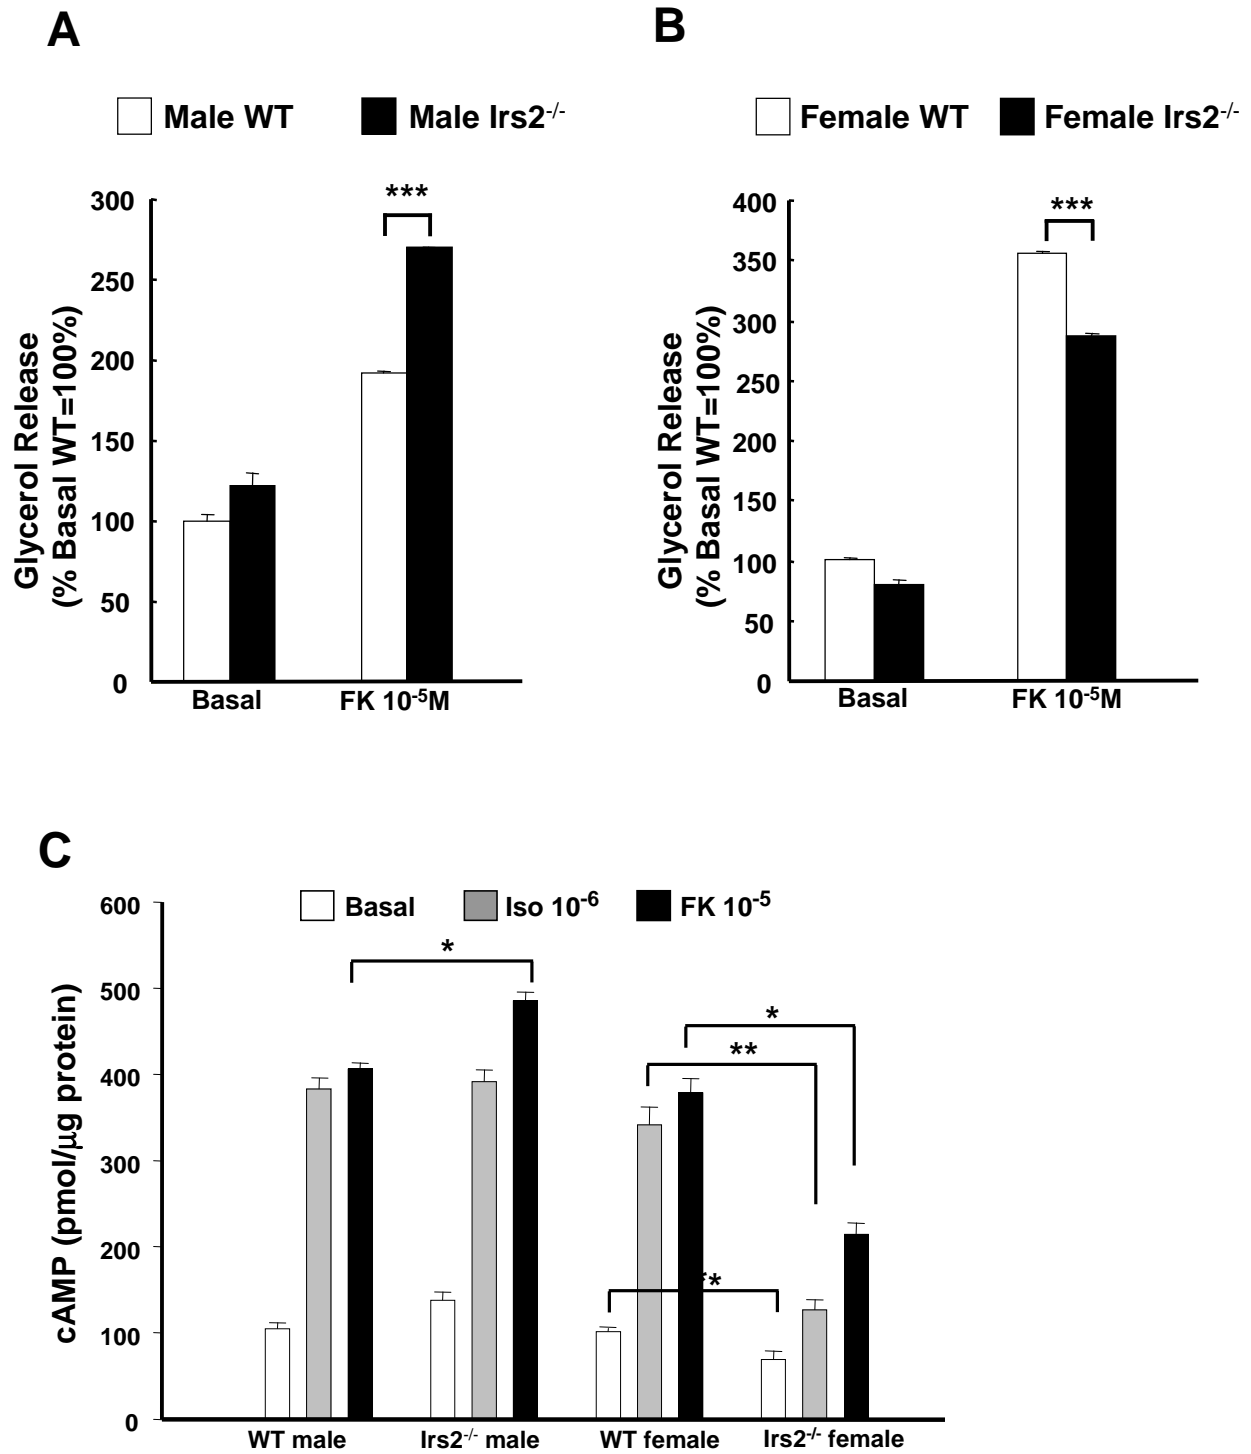 A
B
Male WT Male Irs2-/-
Female WT Female Irs2-/-
Glycerol Release
(% Basal WT=100%)
300
250
200
150
100
50
0
***
Basal FK 10-5M
Glycerol Release
(% Basal WT=100%)
400
350
300
250
200
150
100
50
0
***
Basal FK 10-5M
C
Basal Iso 10-6 FK 10-5
cAMP (pmol/μg protein)
600
500
400
300
200
100
0
*
*
**
**
WT male Irs2-/- male WT female Irs2-/- female